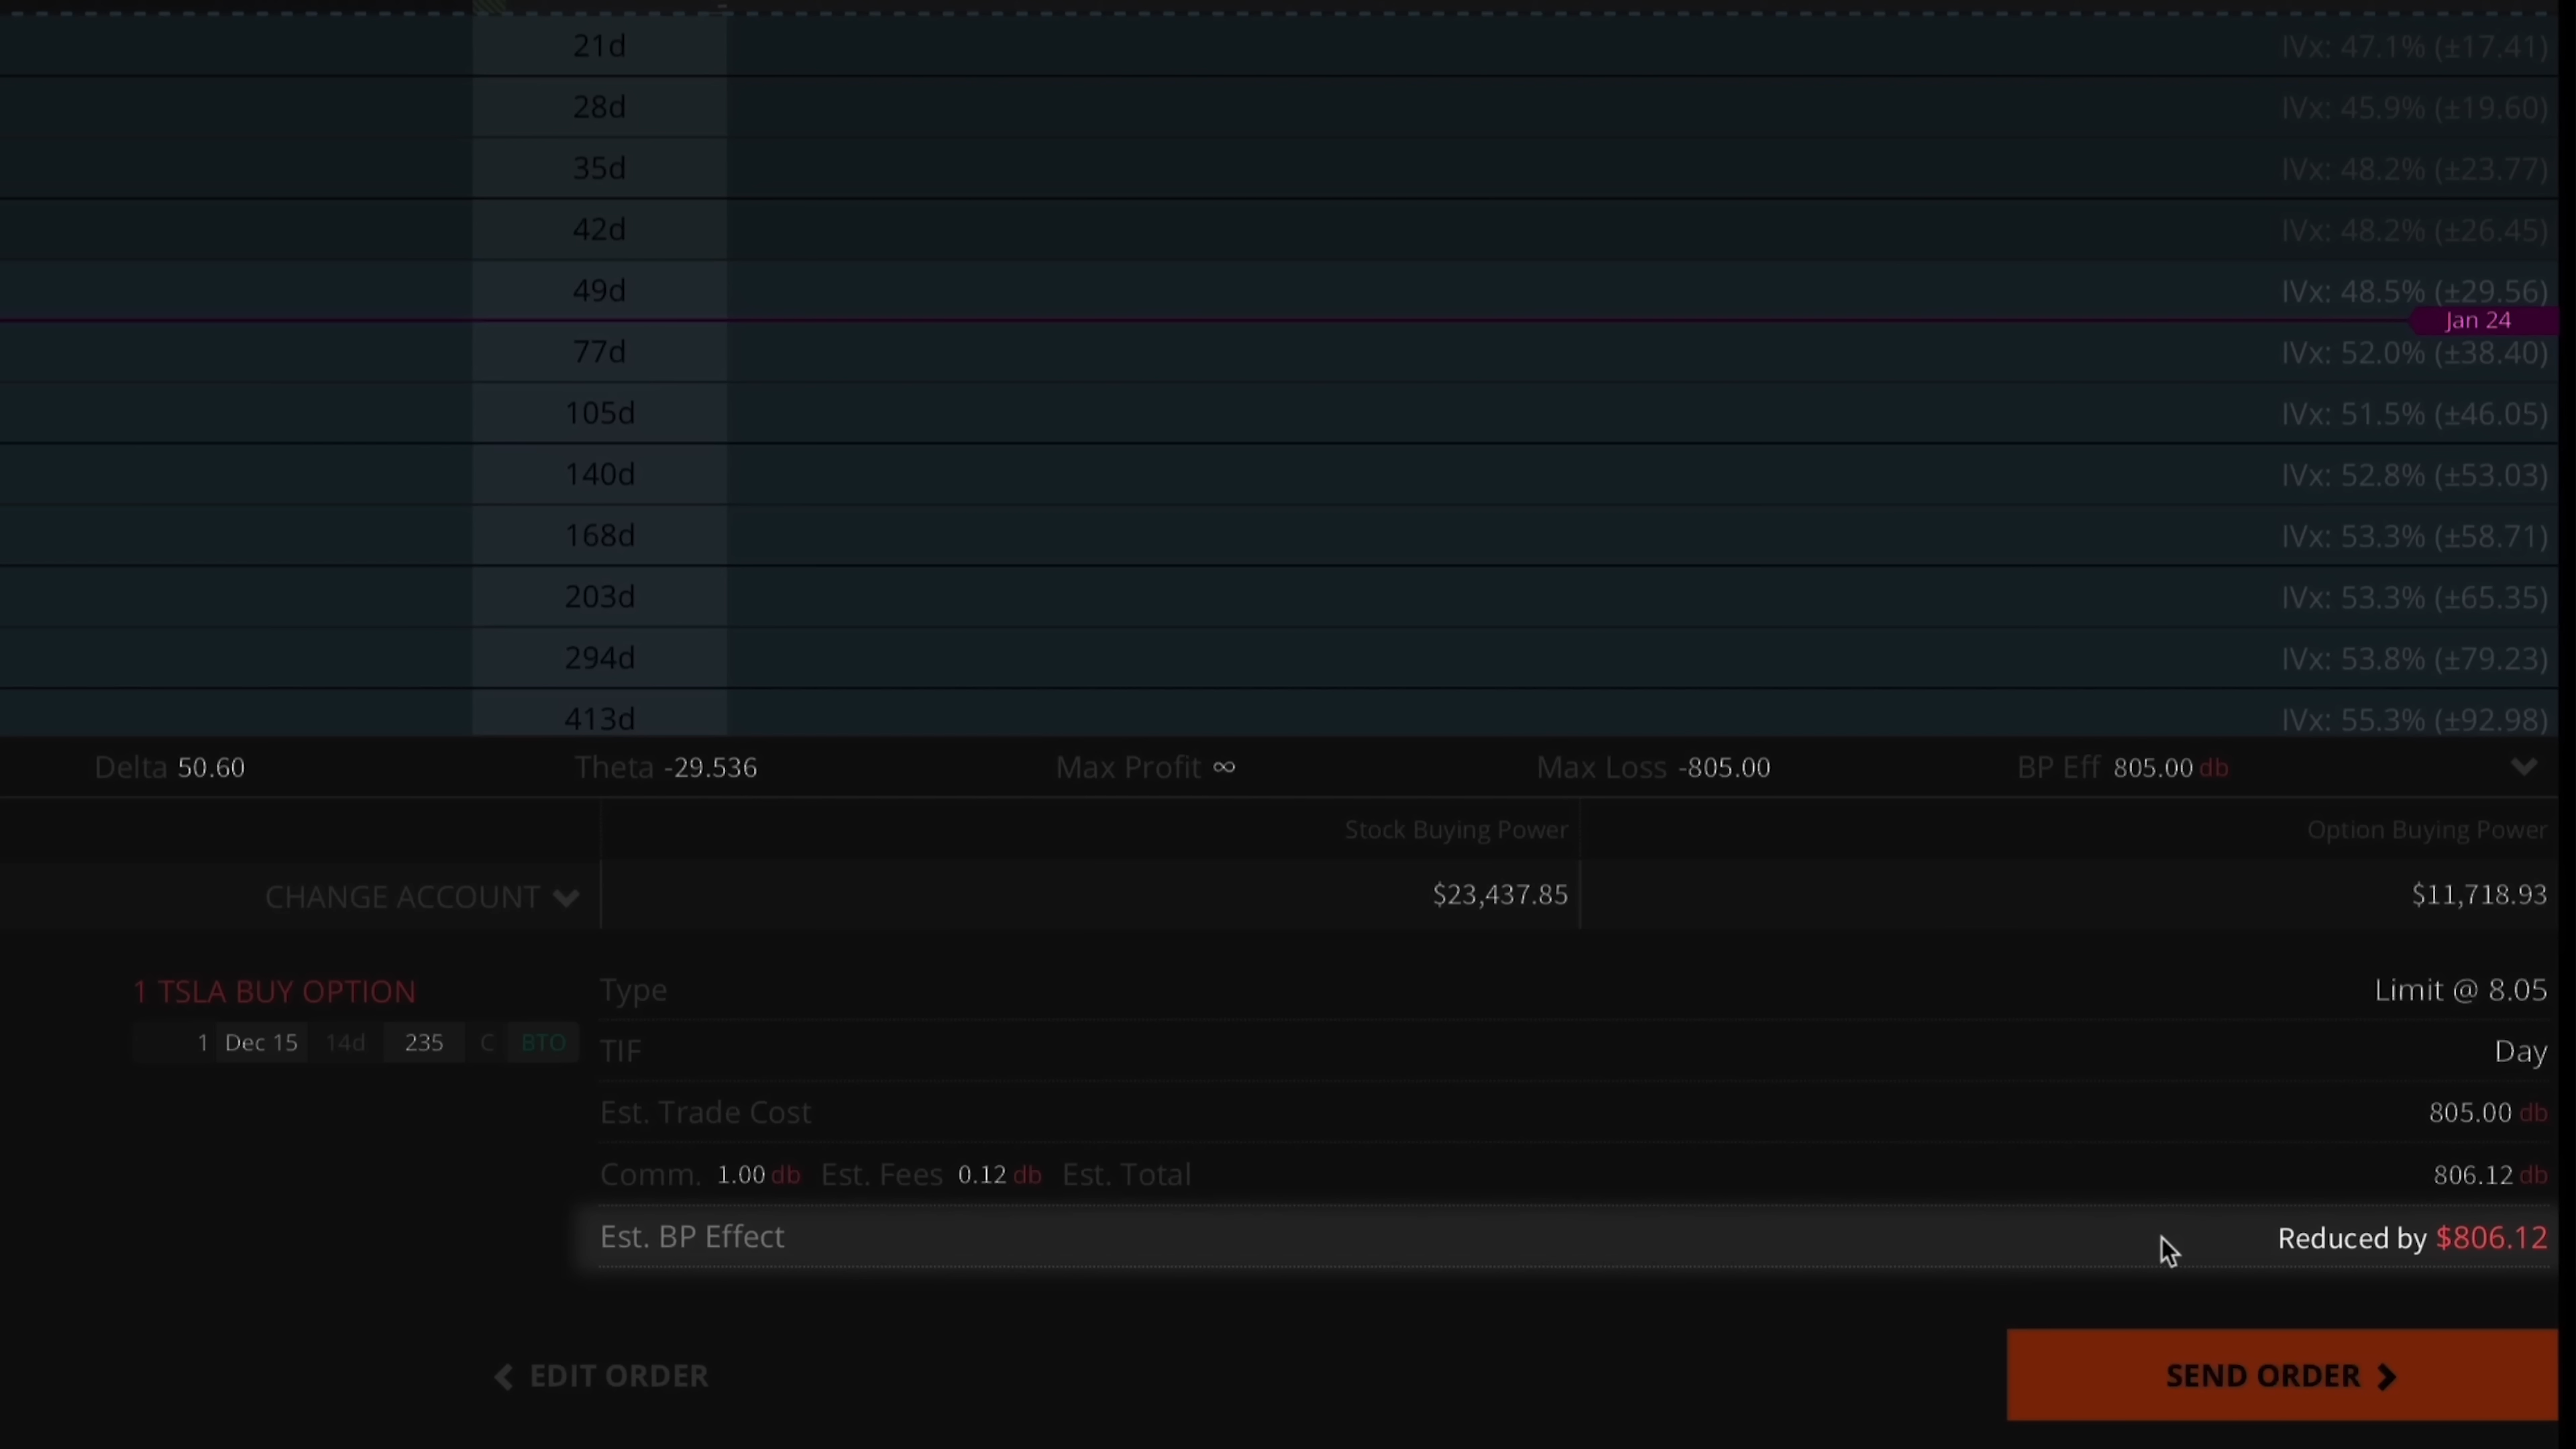 21d IVx: 47.1% (±17.41)
28d IVx: 45.9% (±19.60)
35d IVx: 48.2% (±23.77)
42d IVx: 48.2% (±26.45)
49d IVx: 48.5% (±29.56)
Jan 24
77d IVx: 52.0% (±38.40)
105d IVx: 51.5% (±46.05)
140d IVx: 52.8% (±53.03)
168d IVx: 53.3% (±58.71)
203d IVx: 53.3% (±65.35)
294d IVx: 53.8% (±79.23)
413d IVx: 55.3% (±92.98)
Delta 50.60 Theta -29.536 Max Profit ∞ Max Loss -805.00 BP Eff 805.00 db
Stock Buying Power Option Buying Power
CHANGE ACCOUNT $23,437.85 $11,718.93
1 TSLA BUY OPTION Type Limit @ 8.05
1 Dec 15 14d 235 C BTO TIF Day
Est. Trade Cost 805.00 db
Comm. 1.00 db Est. Fees 0.12 db Est. Total 806.12 db
Est. BP Effect Reduced by $806.12
EDIT ORDER SEND ORDER